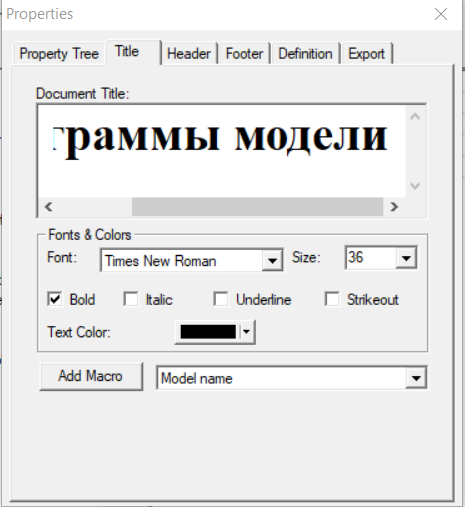 Properties
Property Tree Title Header Footer Definition Export
Document Title:
граммы модели
Fonts & Colors
Font: Times New Roman Size: 36
Bold Italic Underline Strikeout
Text Color:
Add Macro Model name